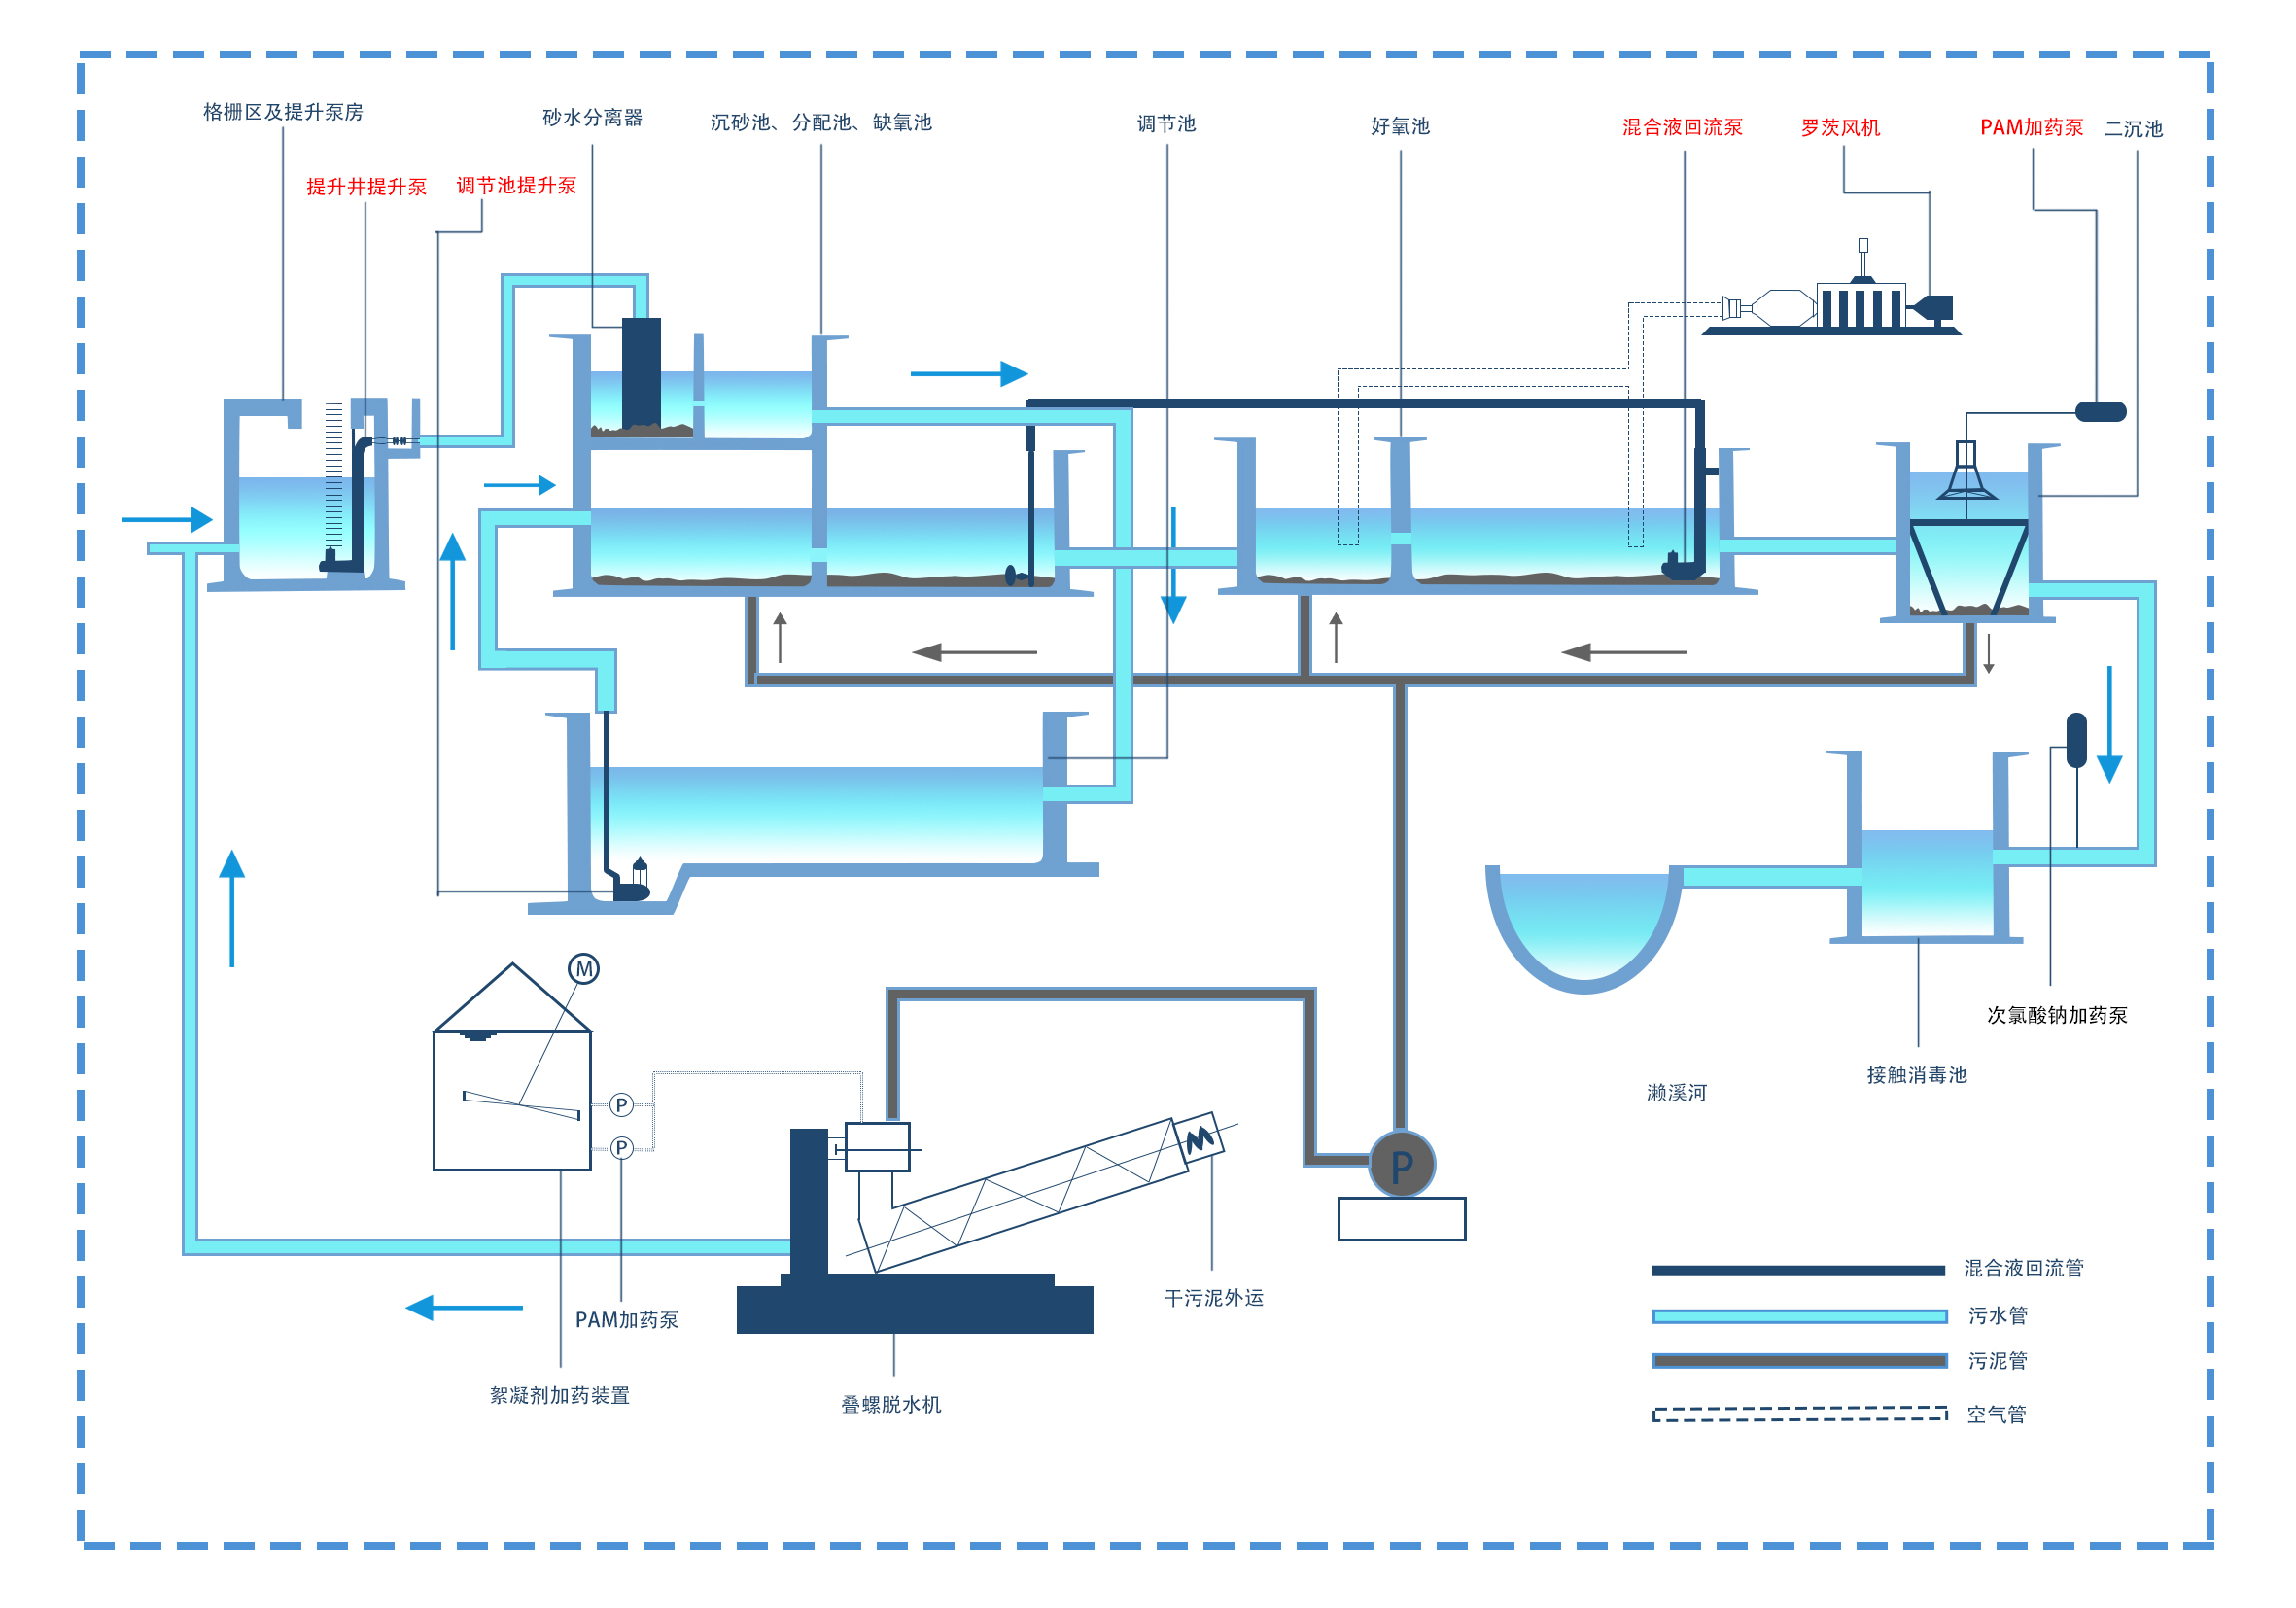 格栅区及提升泵房
砂水分离器
沉砂池、分配池、缺氧池
调节池
好氧池
混合液回流泵
罗茨风机
PAM加药泵
二沉池
提升井提升泵
调节池提升泵
M
P
P
P
次氯酸钠加药泵
接触消毒池
濑溪河
干污泥外运
PAM加药泵
絮凝剂加药装置
叠螺脱水机
混合液回流管
污水管
污泥管
空气管